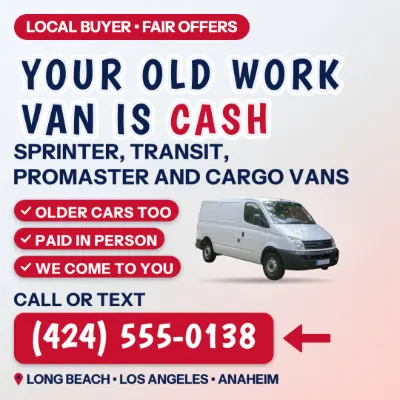 LOCAL BUYER • FAIR OFFERS
YOUR OLD WORK
VAN IS CASH
SPRINTER, TRANSIT,
PROMASTER AND CARGO VANS
OLDER CARS TOO
PAID IN PERSON
WE COME TO YOU
CALL OR TEXT
(424) 555-0138
LONG BEACH • LOS ANGELES • ANAHEIM